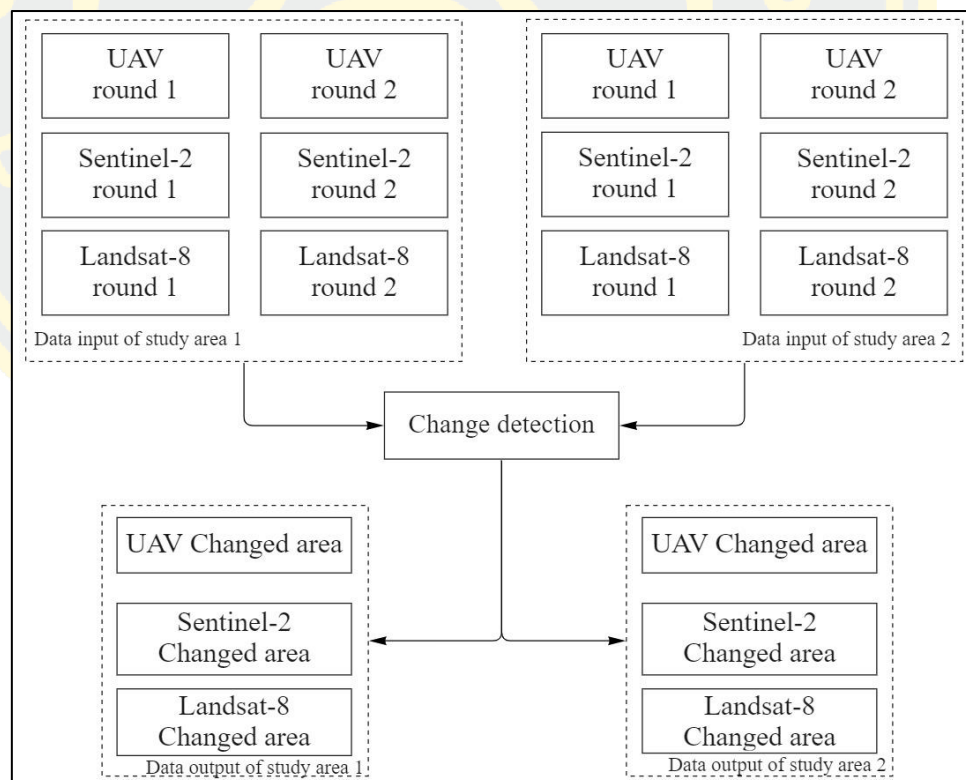 UAV
round 1
UAV
round 2
Sentinel-2
round 1
Sentinel-2
round 2
Landsat-8
round 1
Landsat-8
round 2
Data input of study area 1
UAV
round 1
UAV
round 2
Sentinel-2
round 1
Sentinel-2
round 2
Landsat-8
round 1
Landsat-8
round 2
Data input of study area 2
Change detection
UAV Changed area
Sentinel-2
Changed area
Landsat-8
Changed area
Data output of study area 1
UAV Changed area
Sentinel-2
Changed area
Landsat-8
Changed area
Data output of study area 2